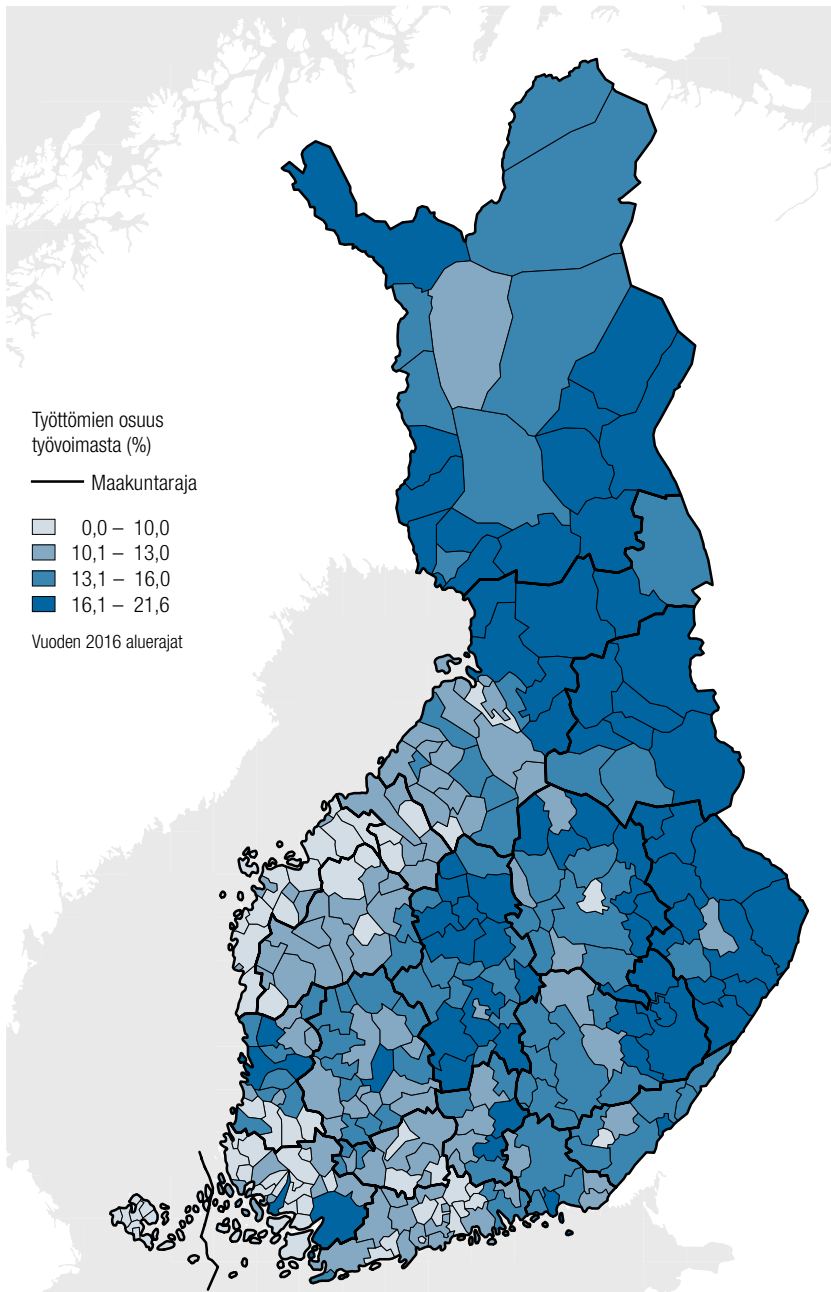 Työttömien osuus
työvoimasta (%)
Maakuntaraja
0,0 – 10,0
10,1 – 13,0
13,1 – 16,0
16,1 – 21,6
Vuoden 2016 aluerajat